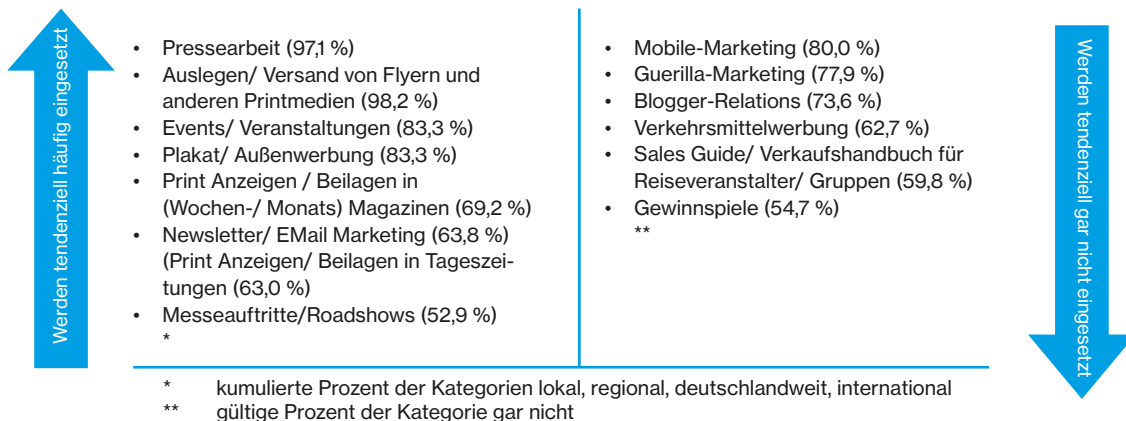 Werden tendenziell häufig eingesetzt
• Pressearbeit (97,1 %)
• Auslegen/ Versand von Flyern und
anderen Printmedien (98,2 %)
• Events/ Veranstaltungen (83,3 %)
• Plakat/ Außenwerbung (83,3 %)
• Print Anzeigen / Beilagen in
(Wochen-/ Monats) Magazinen (69,2 %)
• Newsletter/ EMail Marketing (63,8 %)
(Print Anzeigen/ Beilagen in Tageszei-
tungen (63,0 %)
• Messeauftritte/Roadshows (52,9 %)
*
• Mobile-Marketing (80,0 %)
• Guerilla-Marketing (77,9 %)
• Blogger-Relations (73,6 %)
• Verkehrsmittelwerbung (62,7 %)
• Sales Guide/ Verkaufshandbuch für
Reiseveranstalter/ Gruppen (59,8 %)
• Gewinnspiele (54,7 %)
**
Werden tendenziell gar nicht eingesetzt
* kumulierte Prozent der Kategorien lokal, regional, deutschlandweit, international
** gültige Prozent der Kategorie gar nicht